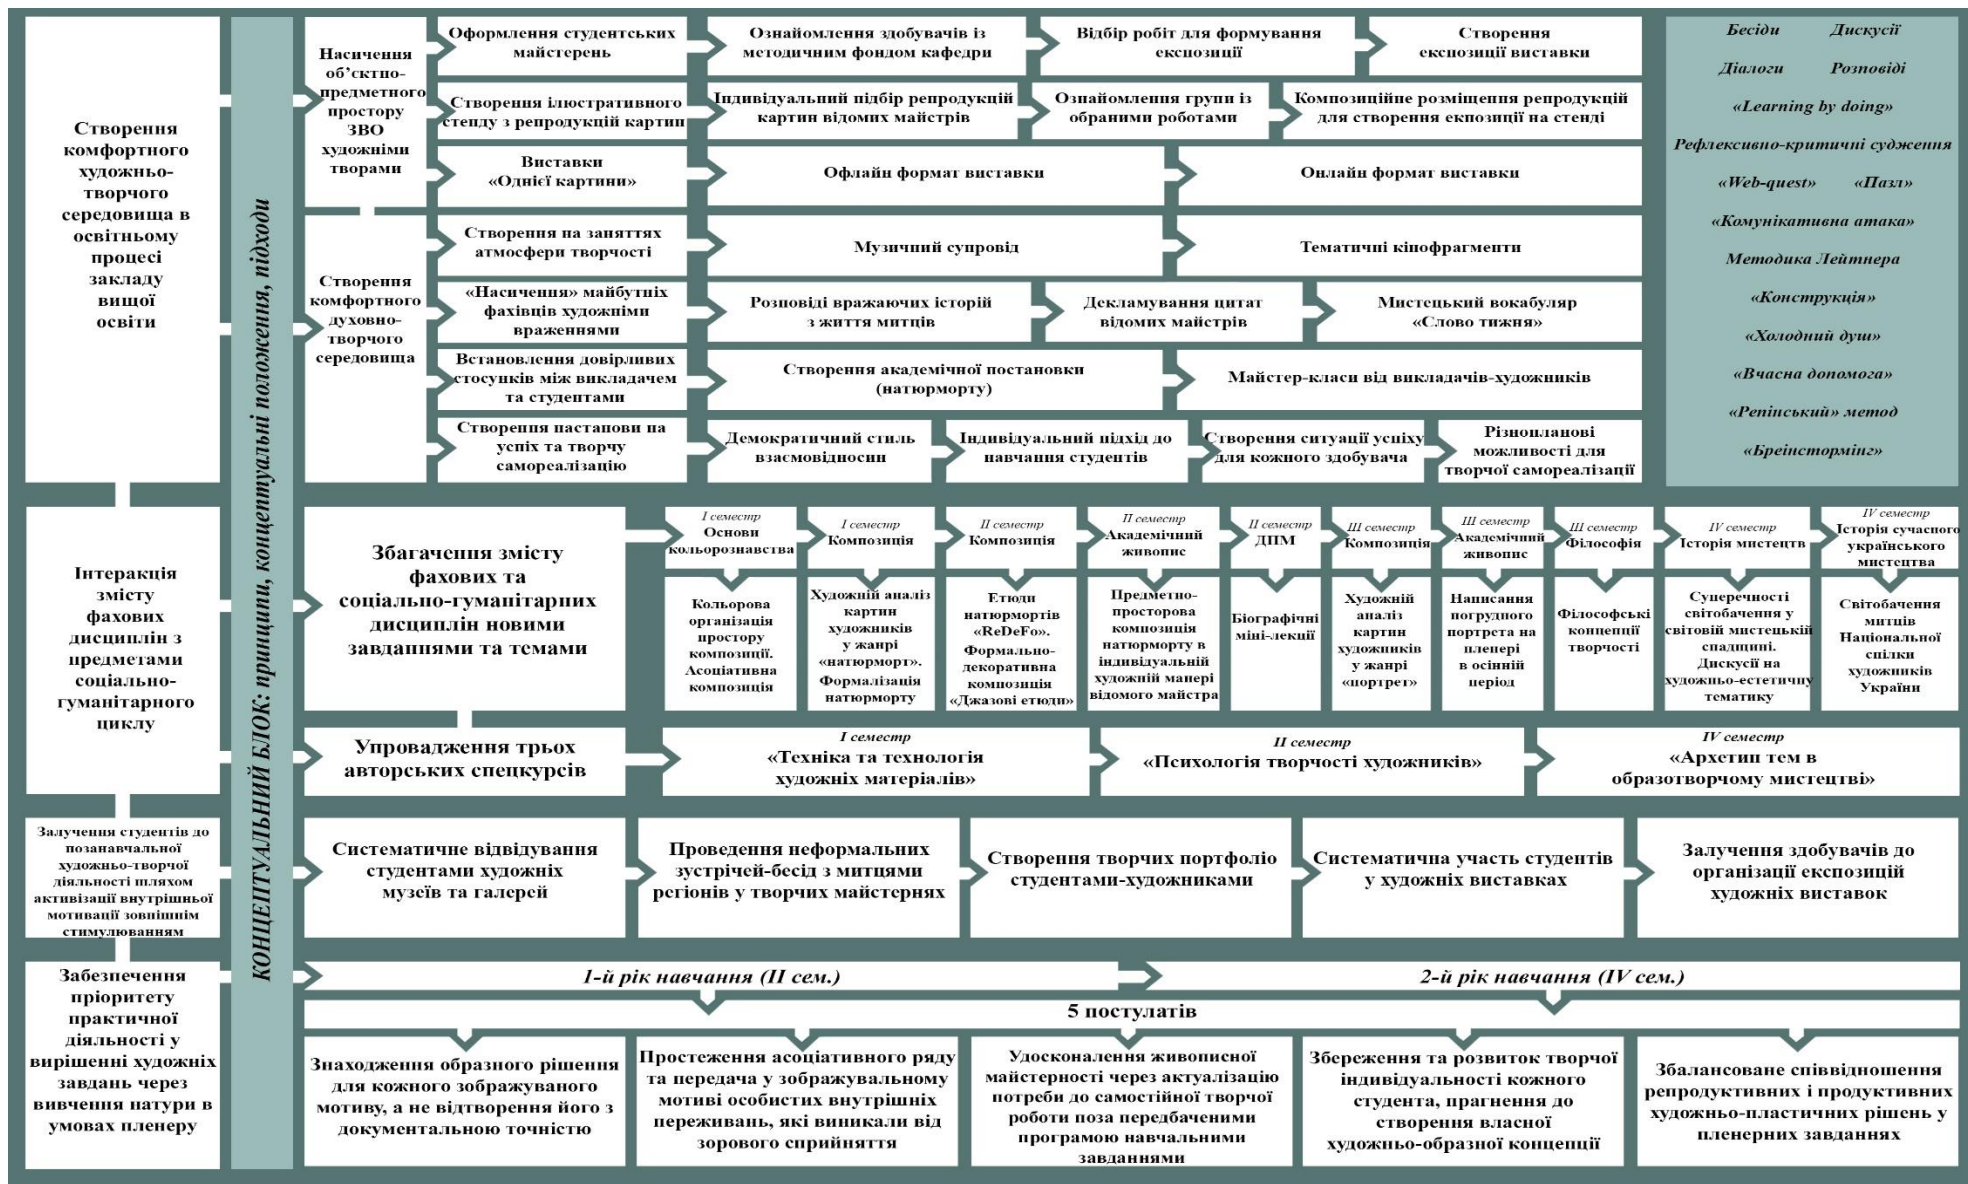 Створення
комфортного
художньо-
творчого
середовища в
освітньому
процесі
закладу
вищої
освіти
КОНЦЕПТУАЛЬНИЙ БЛОК: принципи, концептуальні положення, підходи
Насичення
об'єктно-
предметного
простору
ЗВО
художніми
творами
Оформлення студентських
майстерень
Ознайомлення здобувачів із
методичним фондом кафедри
Відбір робіт для формування
експозиції
Створення
експозиції виставки
Створення ілюстративного
стенду з репродукцій картин
Індивідуальний підбір репродукцій
картин відомих майстрів
Ознайомлення групи із
обраними роботами
Композиційне розміщення репродукцій
для створення експозиції на стенді
Виставки
«Однієї картини»
Офлайн формат виставки
Онлайн формат виставки
Створення
комфортного
духовно-
творчого
середовища
Створення на заняттях
атмосфери творчості
Музичний супровід
Тематичні кінофрагменти
«Насичення» майбутніх
фахівців художніми
враженнями
Розповіді вражаючих історій
з життя митців
Декламування цитат
відомих майстрів
Мистецький вокабуляр
«Слово тижня»
Встановлення довірливих
стосунків між викладачем
та студентами
Створення академічної постановки
(натюрморту)
Майстер-класи від викладачів-художників
Створення настанови на
успіх та творчу
самореалізацію
Демократичний стиль
взаємовідносин
Індивідуальний підхід до
навчання студентів
Створення ситуації успіху
для кожного здобувача
Різнопланові
можливості для
творчої самореалізації
Бесіди Дискусії
Діалоги Розповіді
«Learning by doing»
Рефлексивно-критичні судження
«Web-quest» «Пазл»
«Комунікативна атака»
Методика Лейтнера
«Конструкція»
«Холодний душ»
«Вчасна допомога»
«Репінський» метод
«Бреінстормінг»
Інтеракція
змісту
фахових
дисциплін з
предметами
соціально-
гуманітарного
циклу
Збагачення змісту
фахових та
соціально-гуманітарних
дисциплін новими
завданнями та темами
I семестр
Основи
кольорознавства
I семестр
Композиція
II семестр
Композиція
II семестр
Академічний
живопис
II семестр
ДПМ
III семестр
Композиція
III семестр
Академічний
живопис
III семестр
Філософія
IV семестр
Історія мистецтв
IV семестр
Історія сучасного
українського
мистецтва
Кольорова
організація
простору
композиції.
Асоціативна
композиція
Художній аналіз
картин
художників
у жанрі
«натюрморт».
Формалізація
натюрморту
Етюди
натюрмортів
«ReDeFo».
Формально-
декоративна
композиція
«Джазові етюди»
Предметно-
просторова
композиція
натюрморту в
індивідуальній
художній манері
відомого майстра
Біографічні
міні-лекції
Художній
аналіз
картин
художників
у жанрі
«портрет»
Написання
погрудного
портрета на
пленері
в осінній
період
Філософські
концепції
творчості
Суперечності
світобачення у
світовій мистецькій
спадщині.
Дискусії на
художньо-естетичну
тематику
Світобачення
митців
Національної
спілки
художників
України
Упровадження трьох
авторських спецкурсів
I семестр
«Техніка та технологія
художніх матеріалів»
II семестр
«Психологія творчості художників»
IV семестр
«Архетип тем в
образотворчому мистецтві»
Залучення студентів до
позанавчальної
художньо-творчої
діяльності шляхом
активізації внутрішньої
мотивації зовнішнім
стимулюванням
Систематичне відвідування
студентами художніх
музеїв та галерей
Проведення неформальних
зустрічей-бесід з митцями
регіонів у творчих майстернях
Створення творчих портфоліо
студентами-художниками
Систематична участь студентів
у художніх виставках
Залучення здобувачів до
організації експозицій
художніх виставок
Забезпечення
пріоритету
практичної
діяльності у
вирішенні художніх
завдань через
вивчення натури в
умовах пленеру
1-й рік навчання (II сем.)
2-й рік навчання (IV сем.)
5 постулатів
Знаходження образного рішення
для кожного зображуваного
мотиву, а не відтворення його з
документальною точністю
Простеження асоціативного ряду
та передача у зображувальному
мотиві особистих внутрішніх
переживань, які виникали від
зорового сприйняття
Удосконалення живописної
майстерності через актуалізацію
потреби до самостійної творчої
роботи поза передбаченими
програмою навчальними
завданнями
Збереження та розвиток творчої
індивідуальності кожного
студента, прагнення до
створення власної
художньо-образної концепції
Збалансоване співвідношення
репродуктивних і продуктивних
художньо-пластичних рішень у
пленерних завданнях